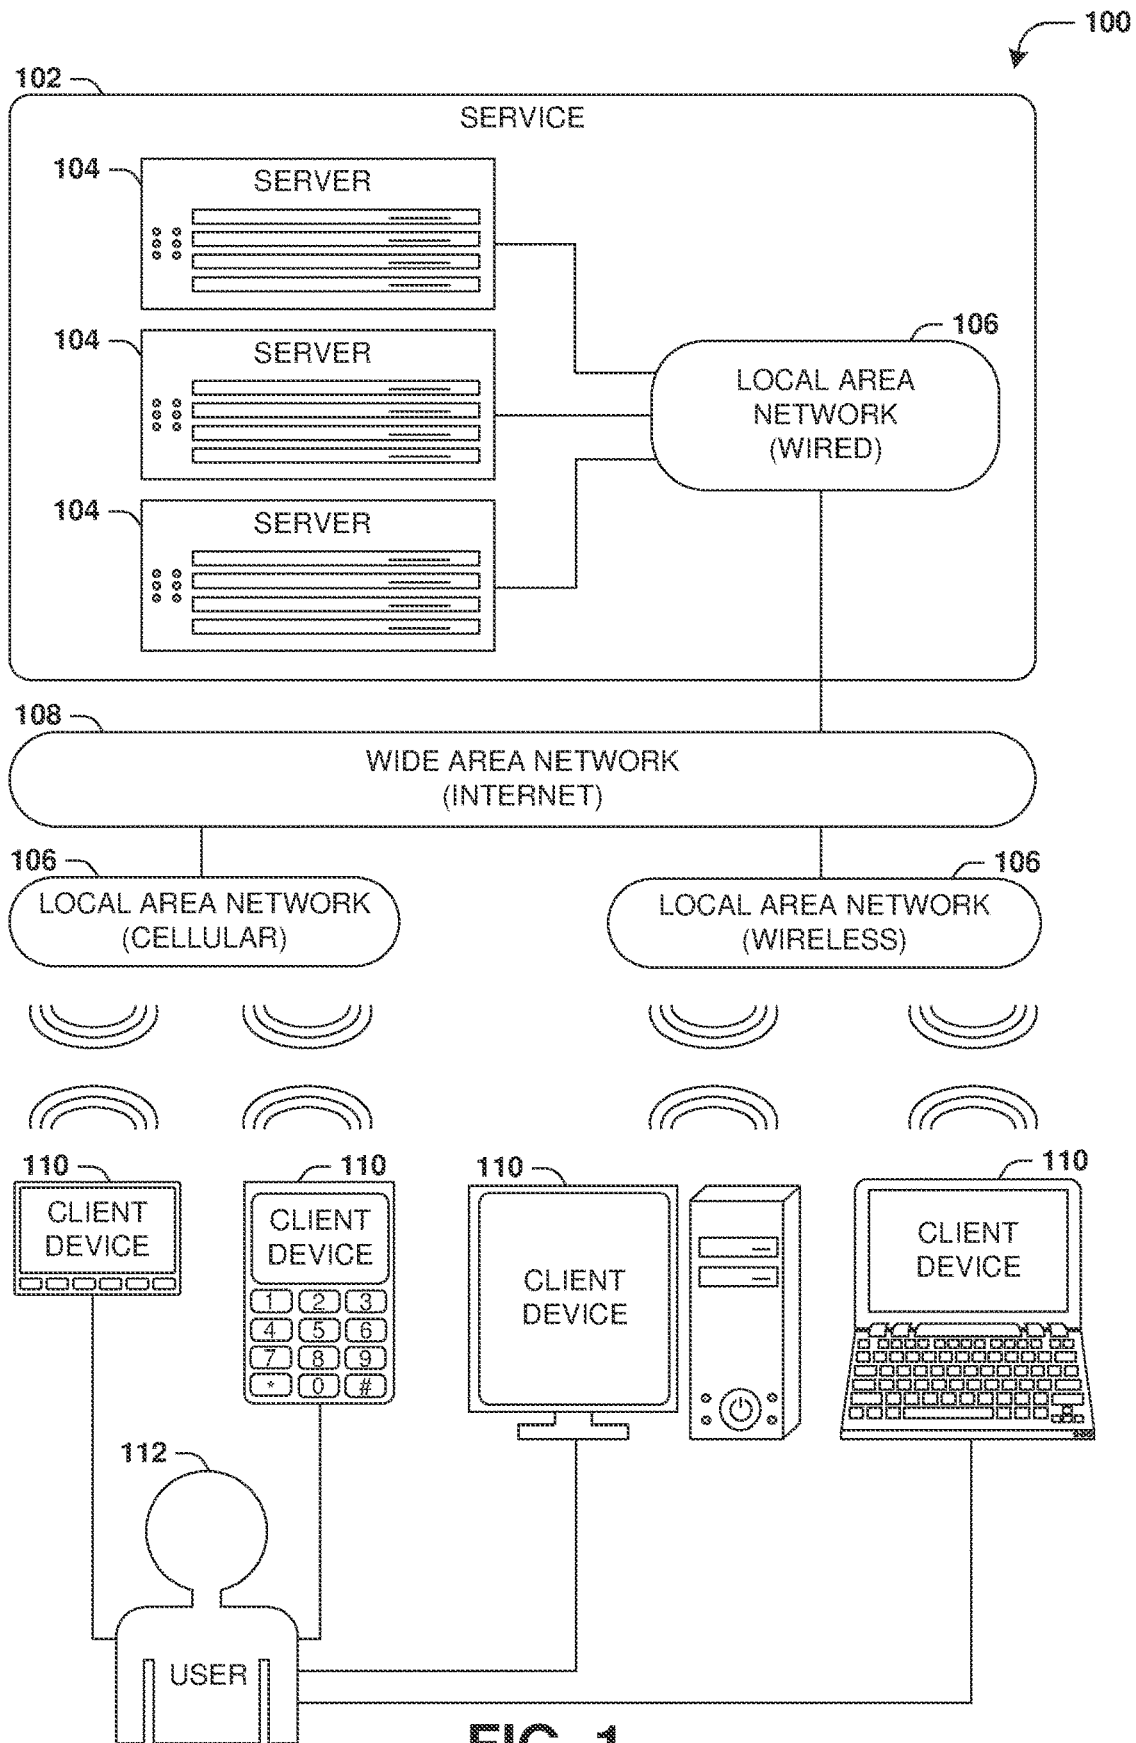 100
102
SERVICE
104
SERVER
104
SERVER
106
LOCAL AREA
NETWORK
(WIRED)
104
SERVER
108
WIDE AREA NETWORK
(INTERNET)
106
LOCAL AREA NETWORK
(CELLULAR)
106
LOCAL AREA NETWORK
(WIRELESS)
110
CLIENT
DEVICE
110
CLIENT
DEVICE
1 2 3
4 5 6
7 8 9
* 0 #
110
CLIENT
DEVICE
110
CLIENT
DEVICE
112
USER
FIG. 1